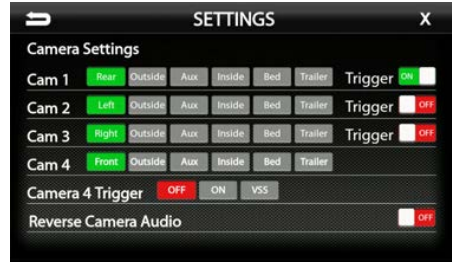 SETTINGS X
Camera Settings
Cam 1 Rear Outside Aux Inside Bed Trailer Trigger ON
Cam 2 Left Outside Aux Inside Bed Trailer Trigger OFF
Cam 3 Right Outside Aux Inside Bed Trailer Trigger OFF
Cam 4 Front Outside Aux Inside Bed Trailer
Camera 4 Trigger OFF ON VSS
Reverse Camera Audio OFF